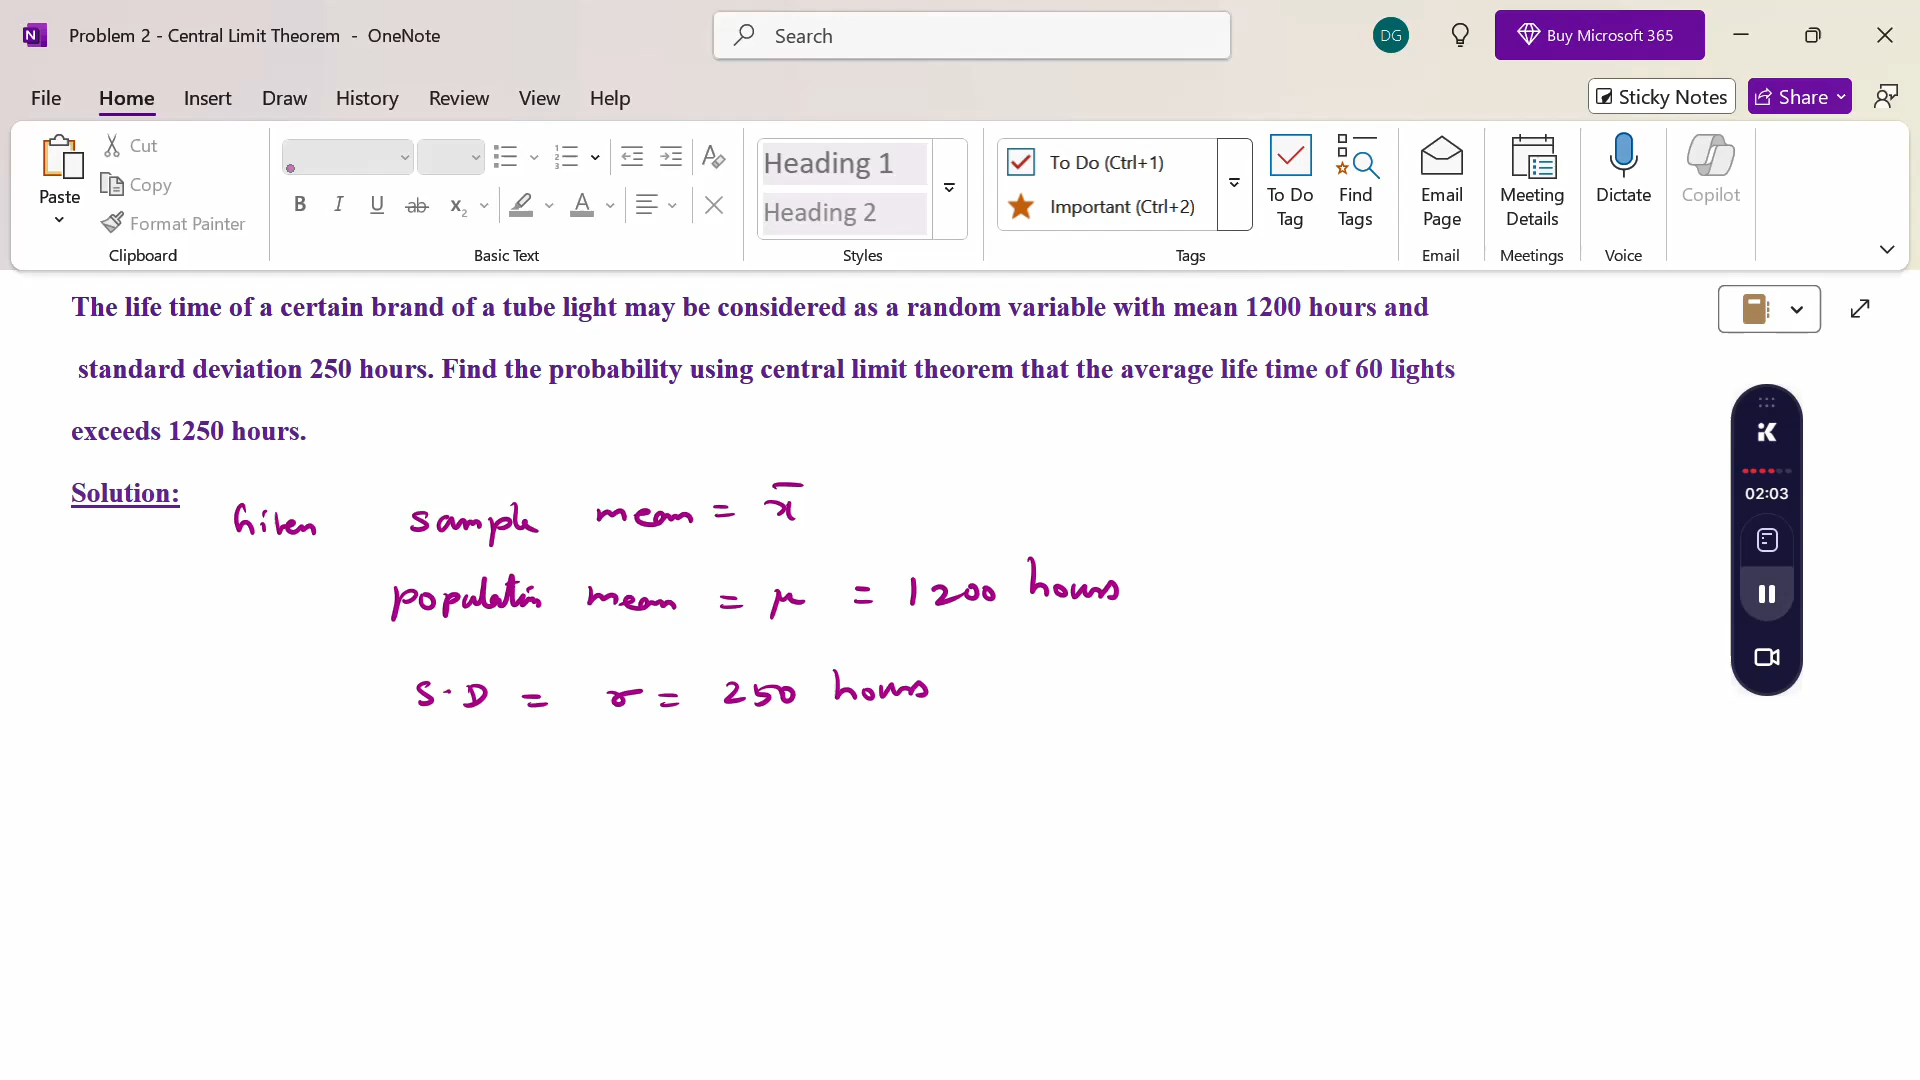 Problem 2 - Central Limit Theorem - OneNote
Search
DG
Buy Microsoft 365
File Home Insert Draw History Review View Help
Sticky Notes
Share
Paste
Cut
Copy
Format Painter
Clipboard
B I U ab x₂ A
Basic Text
Heading 1
Heading 2
Styles
To Do (Ctrl+1)
Important (Ctrl+2)
To Do Tag
Find Tags
Tags
Email Page
Email
Meeting Details
Meetings
Dictate
Voice
Copilot
The life time of a certain brand of a tube light may be considered as a random variable with mean 1200 hours and
standard deviation 250 hours. Find the probability using central limit theorem that the average life time of 60 lights
exceeds 1250 hours.
Solution:
Given sample mean = x̄
population mean = μ = 1200 hours
S.D = σ = 250 hours
02:03